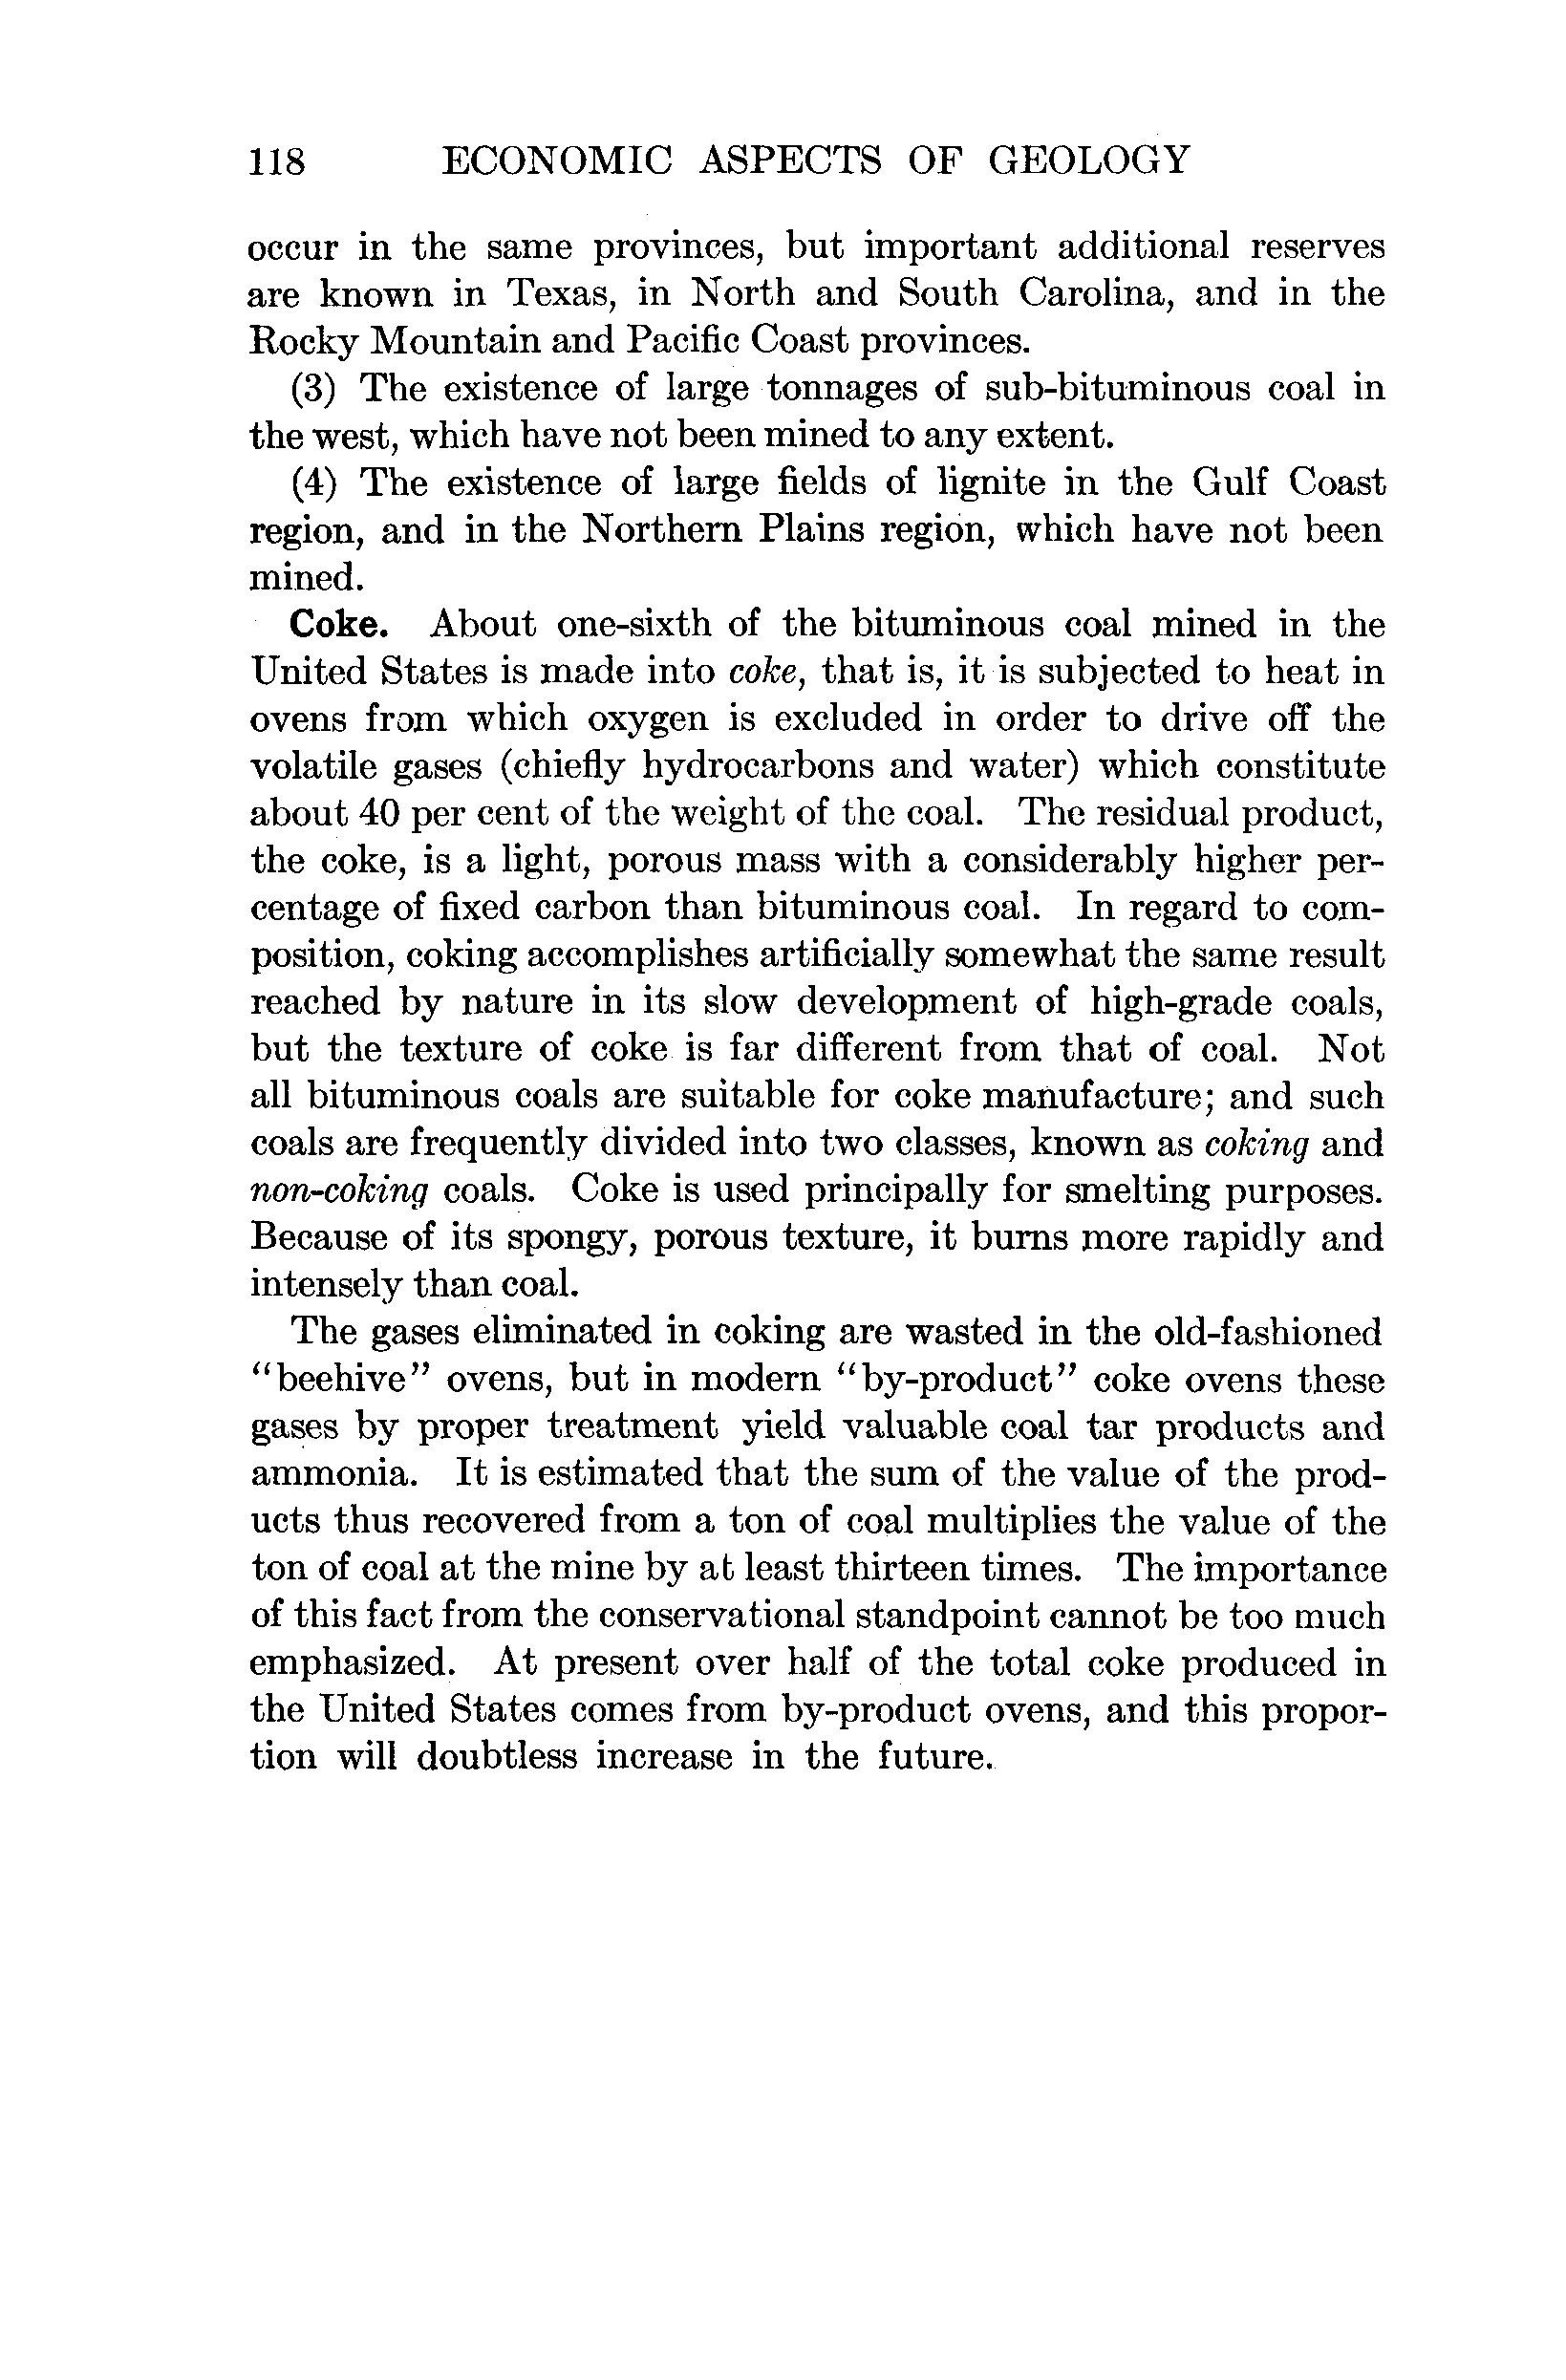 118 ECONOMIC ASPECTS OF GEOLOGY
occur in the same provinces, but important additional reserves
are known in Texas, in North and South Carolina, and in the
Rocky Mountain and Pacific Coast provinces.
(3) The existence of large tonnages of sub-bituminous coal in
the west, which have not been mined to any extent.
(4) The existence of large fields of lignite in the Gulf Coast
region, and in the Northern Plains region, which have not been
mined.
Coke. About one-sixth of the bituminous coal mined in the
United States is made into coke, that is, it is subjected to heat in
ovens from which oxygen is excluded in order to drive off the
volatile gases (chiefly hydrocarbons and water) which constitute
about 40 per cent of the weight of the coal. The residual product,
the coke, is a light, porous mass with a considerably higher per-
centage of fixed carbon than bituminous coal. In regard to com-
position, coking accomplishes artificially somewhat the same result
reached by nature in its slow development of high-grade coals,
but the texture of coke is far different from that of coal. Not
all bituminous coals are suitable for coke manufacture; and such
coals are frequently divided into two classes, known as coking and
non-coking coals. Coke is used principally for smelting purposes.
Because of its spongy, porous texture, it burns more rapidly and
intensely than coal.
The gases eliminated in coking are wasted in the old-fashioned
“beehive” ovens, but in modern “by-product” coke ovens these
gases by proper treatment yield valuable coal tar products and
ammonia. It is estimated that the sum of the value of the prod-
ucts thus recovered from a ton of coal multiplies the value of the
ton of coal at the mine by at least thirteen times. The importance
of this fact from the conservational standpoint cannot be too much
emphasized. At present over half of the total coke produced in
the United States comes from by-product ovens, and this propor-
tion will doubtless increase in the future.